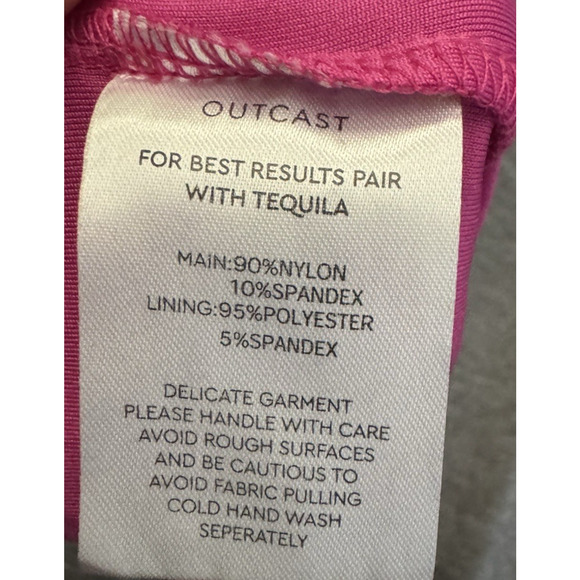 OUTCAST
FOR BEST RESULTS PAIR
WITH TEQUILA
MAIN:90%NYLON
10%SPANDEX
LINING:95%POLYESTER
5%SPANDEX
DELICATE GARMENT
PLEASE HANDLE WITH CARE
AVOID ROUGH SURFACES
AND BE CAUTIOUS TO
AVOID FABRIC PULLING
COLD HAND WASH
SEPERATELY